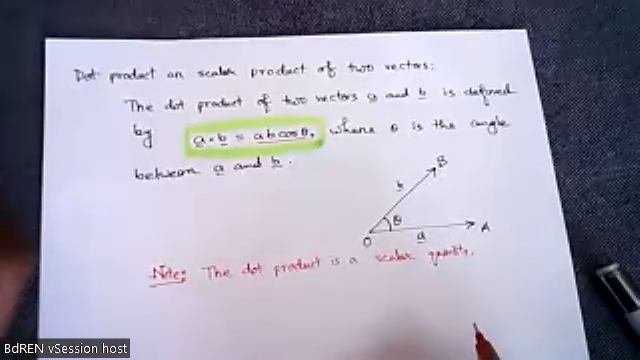 Dot product or scalar product of two vectors:
The dot product of two vectors a and b is defined
by a·b = ab cosθ, where θ is the angle
between a and b.
B
b
θ
O
a
A
Note: The dot product is a scalar quantity.
BdREN vSession host